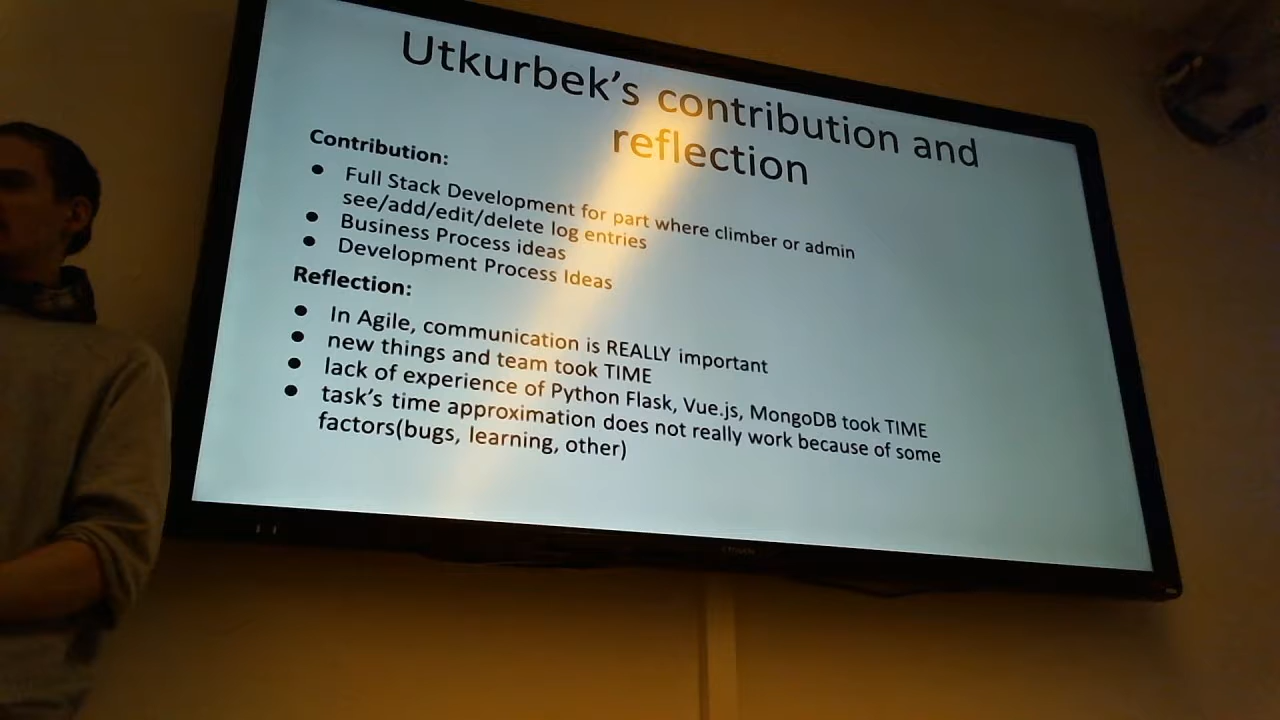 Utkurbek's contribution and
reflection
Contribution:
● Full Stack Development for part where climber or admin
see/add/edit/delete log entries
● Business Process ideas
● Development Process Ideas
Reflection:
● In Agile, communication is REALLY important
● new things and team took TIME
● lack of experience of Python Flask, Vue.js, MongoDB took TIME
● task's time approximation does not really work because of some
factors(bugs, learning, other)